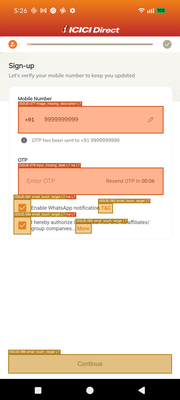 5:26
ICICI Direct
Sign-up
Let's verify your mobile number to keep you updated
Mobile Number
+91 9999999999
OTP has been sent to +91 9999999999
OTP
Enter OTP Resend OTP in 00:06
Enable WhatsApp notification T&C
I hereby authorize affiliates/
group companies... More
Continue